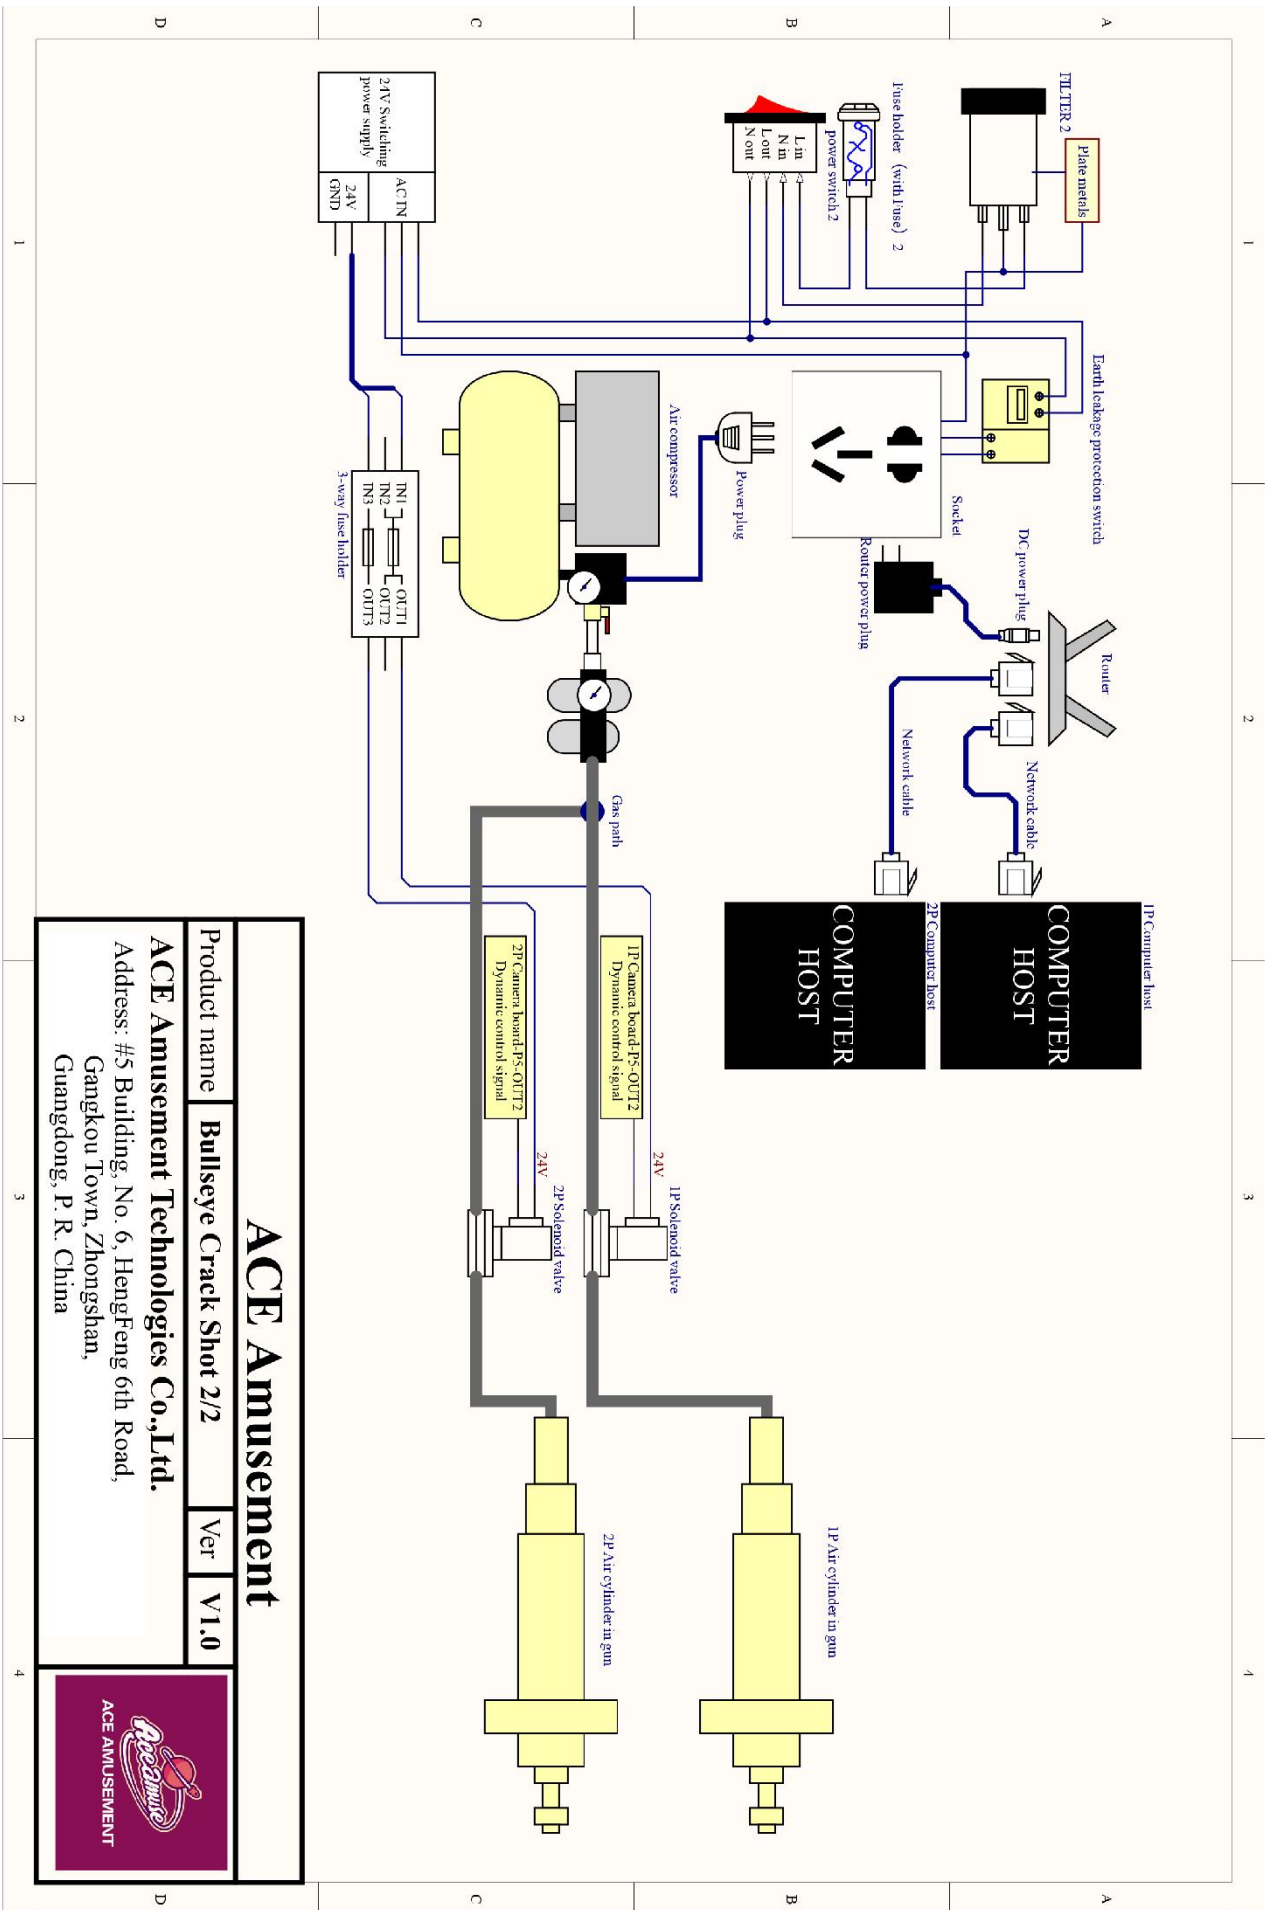 1
2
3
4
A
A
B
B
C
C
D
D
1
2
3
4
FILTER 2
Plate metals
Fuse holder （with Fuse）2
power switch 2
L in
N in
L out
N out
24V Switching
power supply
AC IN
24V
GND
Earth leakage protection switch
Socket
Power plug
Air compressor
3-way fuse holder
IN1
IN2
IN3
OUT1
OUT2
OUT3
Router power plug
DC power plug
Router
Network cable
Network cable
Gas path
1P Computer host
COMPUTER
HOST
2P Computer host
COMPUTER
HOST
1P Camera board-P5-OUT2
Dynamic control signal
2P Camera board-P5-OUT2
Dynamic control signal
24V
24V
1P Solenoid valve
2P Solenoid valve
1P Air cylinder in gun
2P Air cylinder in gun
ACE Amusement
Product name
Bullseye Crack Shot 2/2
Ver
V1.0
ACE Amusement Technologies Co.,Ltd.
Address: #5 Building, No. 6, HengFeng 6th Road,
Gangkou Town, Zhongshan,
Guangdong, P. R. China
Aceamuse
ACE AMUSEMENT